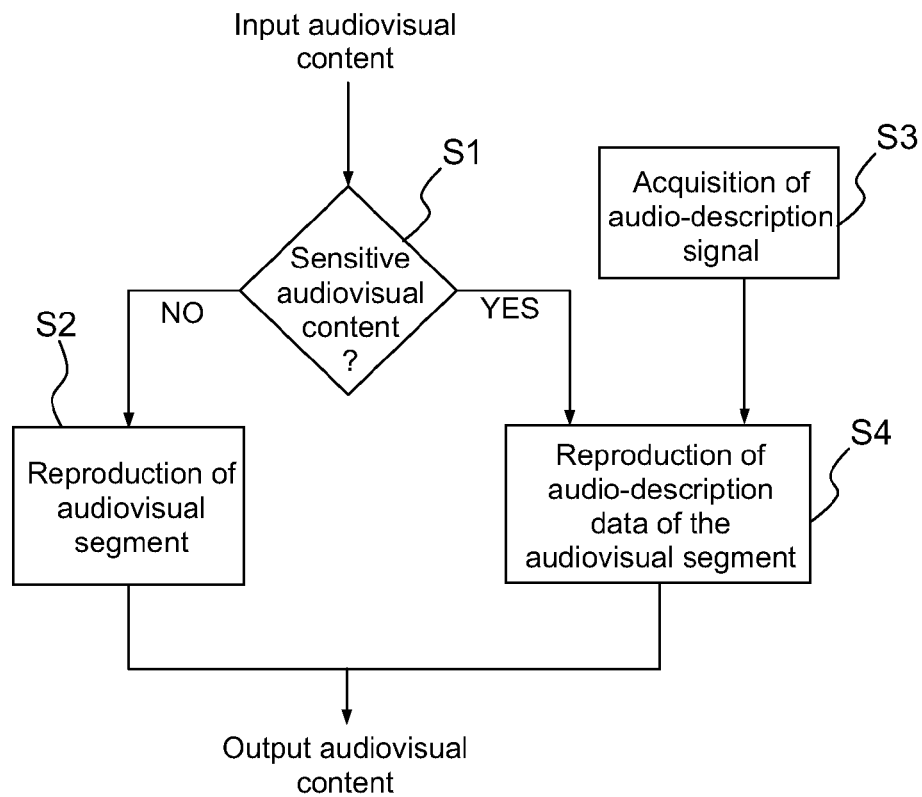 Input audiovisual
content
S1
S3
Acquisition of
audio-description
signal
Sensitive
audiovisual
content
?
NO
YES
S2
S4
Reproduction of
audiovisual
segment
Reproduction of
audio-description
data of the
audiovisual segment
Output audiovisual
content